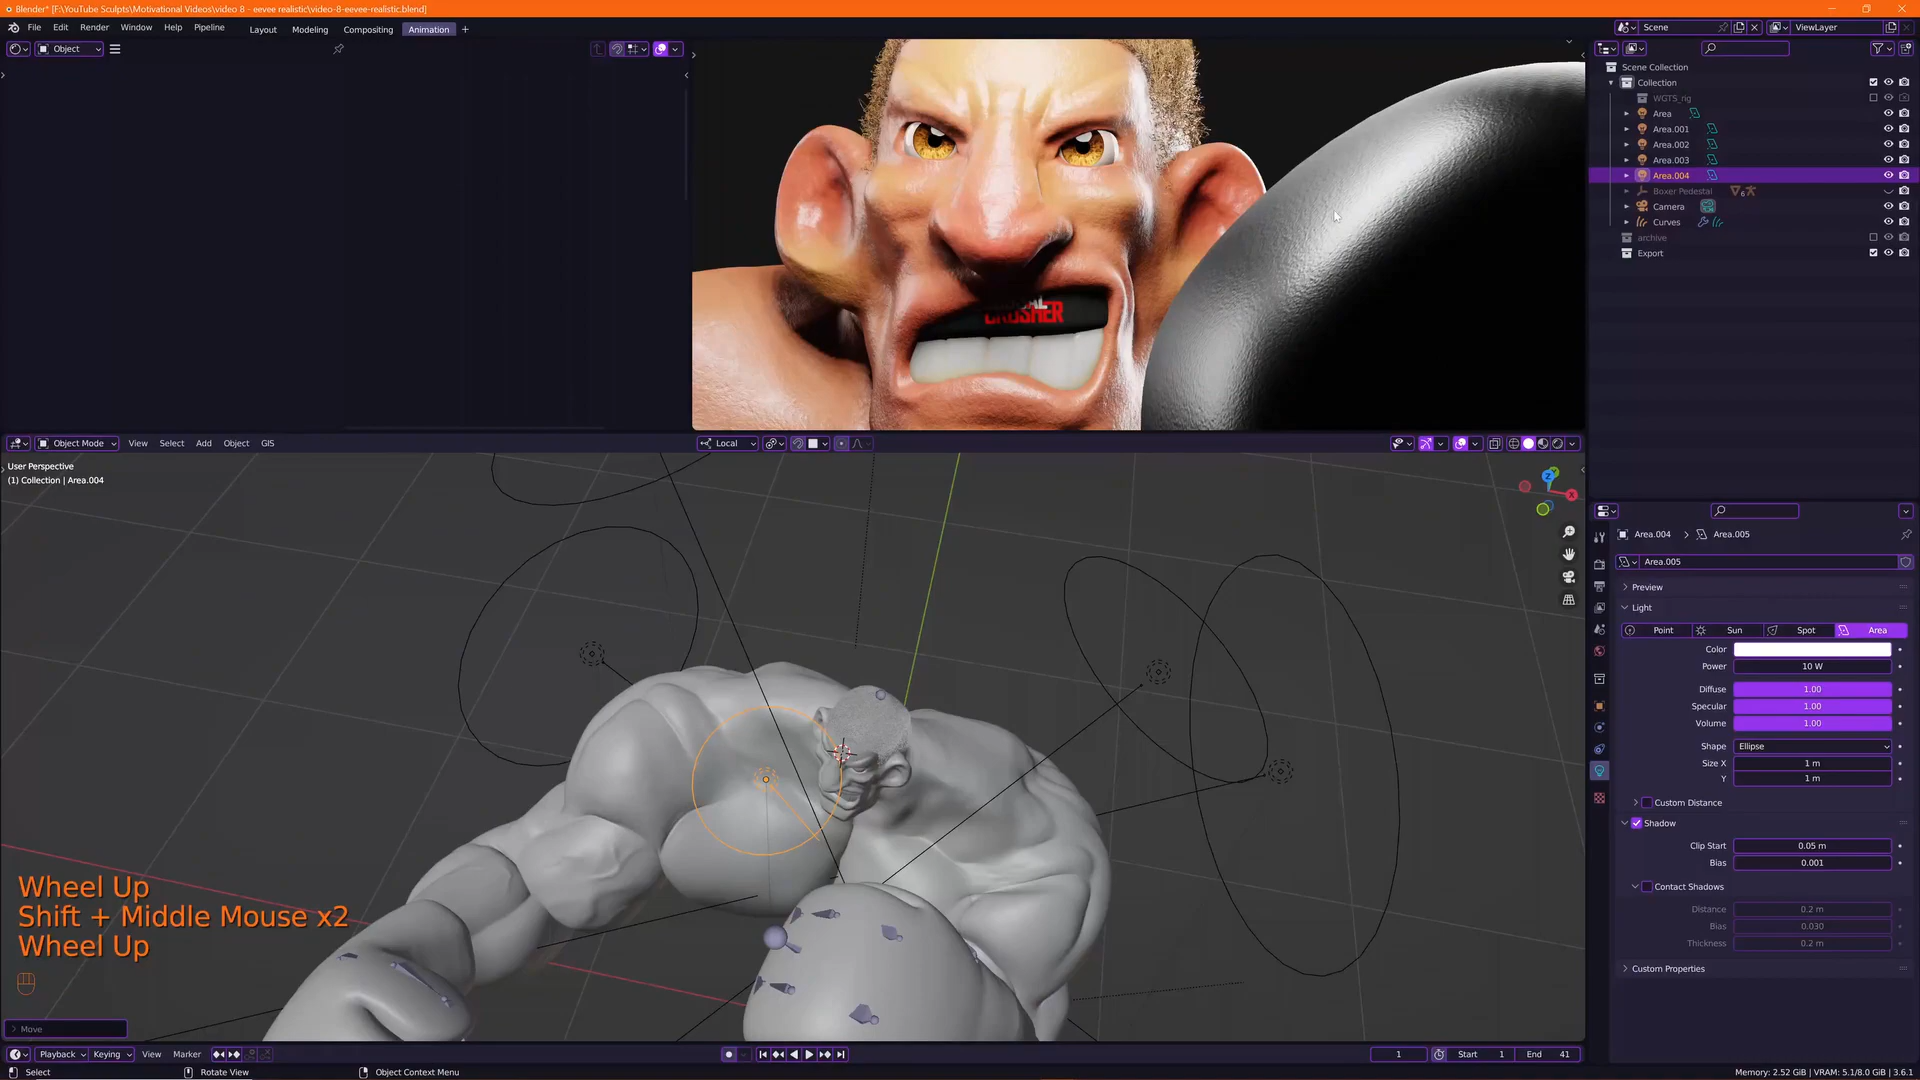 Blender* [F:\YouTube Sculpts\Motivational Videos\video 8 - eevee realistic\video-8-eevee-realistic.blend]
File Edit Render Window Help Pipeline Layout Modeling Compositing Animation +
Scene ViewLayer
Object
CRUSHER
Scene Collection
Collection
WGTS_rig
Area
Area.001
Area.002
Area.003
Area.004
Boxer Pedestal 6
Camera
Curves
archive
Export
Object Mode View Select Add Object GIS Local
User Perspective
(1) Collection | Area.004
Z
Y
X
Area.004 > Area.005
Area.005
Preview
Light
Point Sun Spot Area
Color
Power 10 W
Diffuse 1.00
Specular 1.00
Volume 1.00
Shape Ellipse
Size X 1 m
Y 1 m
Custom Distance
Shadow
Clip Start 0.05 m
Bias 0.001
Contact Shadows
Distance 0.2 m
Bias 0.030
Thickness 0.2 m
Custom Properties
Wheel Up
Shift + Middle Mouse x2
Wheel Up
Move
Playback Keying View Marker 1 Start 1 End 41
Select Rotate View Object Context Menu Memory: 2.52 GiB | VRAM: 5.1/8.0 GiB | 3.6.1